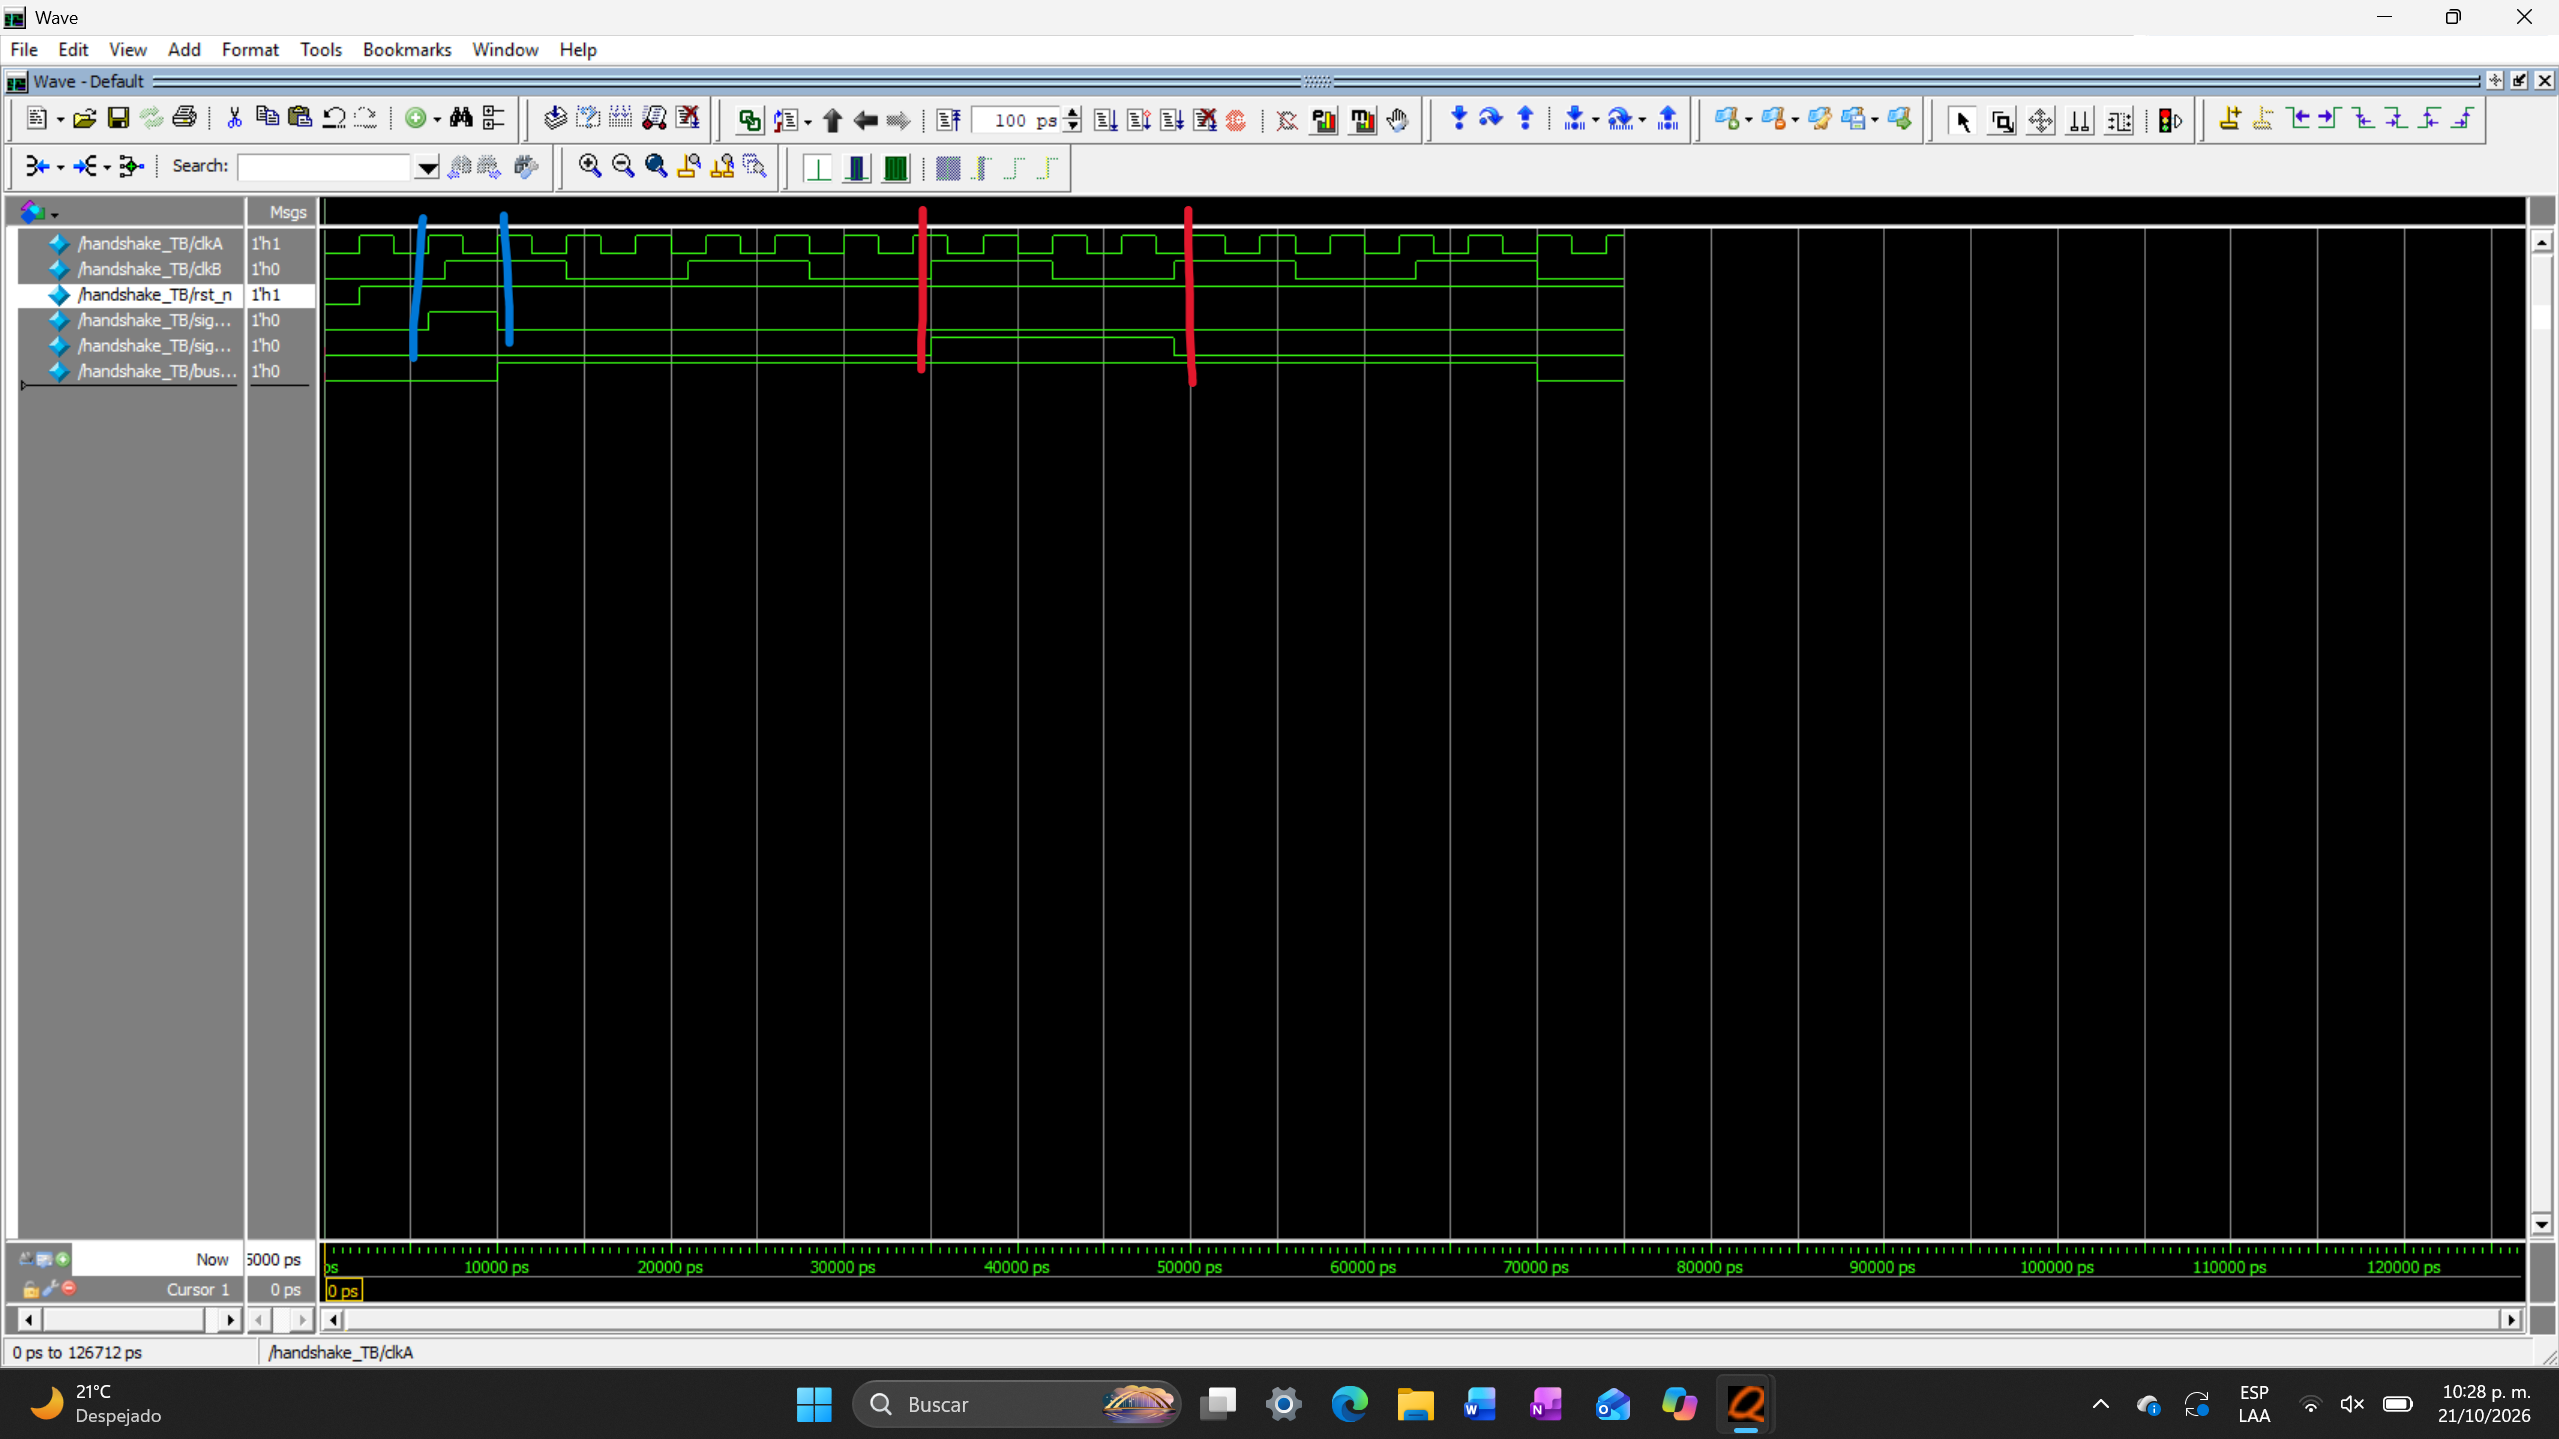 Wave
File Edit View Add Format Tools Bookmarks Window Help
Wave - Default
100 ps
Search:
Msgs
/handshake_TB/clkA 1'h1
/handshake_TB/clkB 1'h0
/handshake_TB/rst_n 1'h1
/handshake_TB/sig... 1'h0
/handshake_TB/sig... 1'h0
/handshake_TB/bus... 1'h0
Now 5000 ps
ps 10000 ps 20000 ps 30000 ps 40000 ps 50000 ps 60000 ps 70000 ps 80000 ps 90000 ps 100000 ps 110000 ps 120000 ps
Cursor 1 0 ps 0 ps
0 ps to 126712 ps /handshake_TB/clkA
21°C
Despejado
Buscar
ESP
LAA
10:28 p. m.
21/10/2026